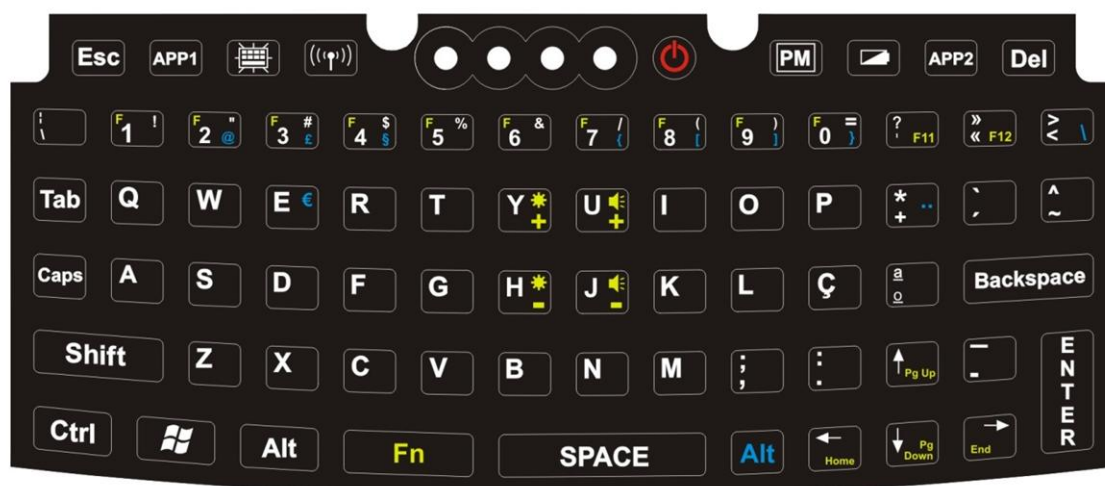 Esc APP1 ((ϙ)) PM APP2 Del
¦ \ F 1 ! F 2 " @ F 3 # £ F 4 $ § F 5 % F 6 & F 7 / { F 8 ( [ F 9 ) ] F 0 = } ? ' F11 » « F12 > < \
Tab Q W E € R T Y + U + I O P * + ¨ ` ´ ^ ~
Caps A S D F G H - J - K L Ç a o Backspace
Shift Z X C V B N M ; , : . ↑ Pg Up — - ENTER
Ctrl Alt Fn SPACE Alt ← Home ↓ Pg Down → End